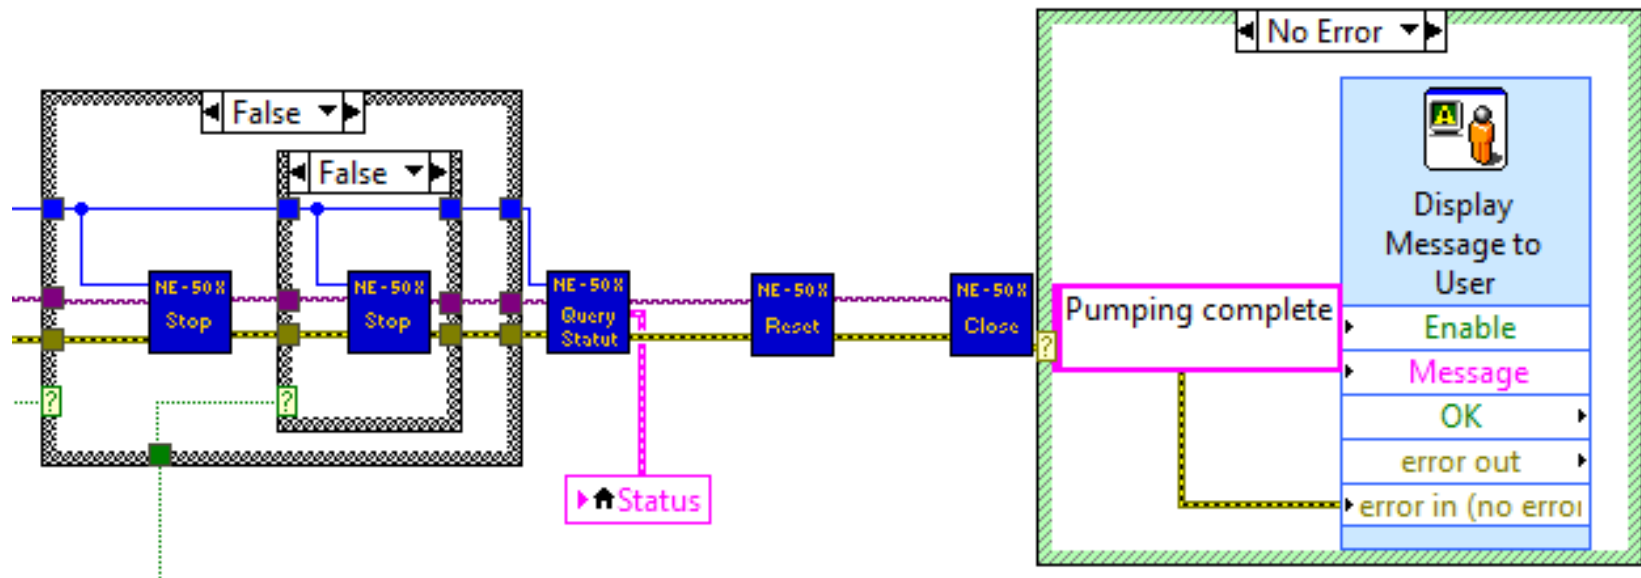 No Error
False
False
Display
Message to
User
NE-50X
Stop
NE-50X
Stop
NE-50X
Query
Statut
NE-50X
Reset
NE-50X
Close
Pumping complete
Enable
Message
OK
error out
error in (no error
Status
?
?
?